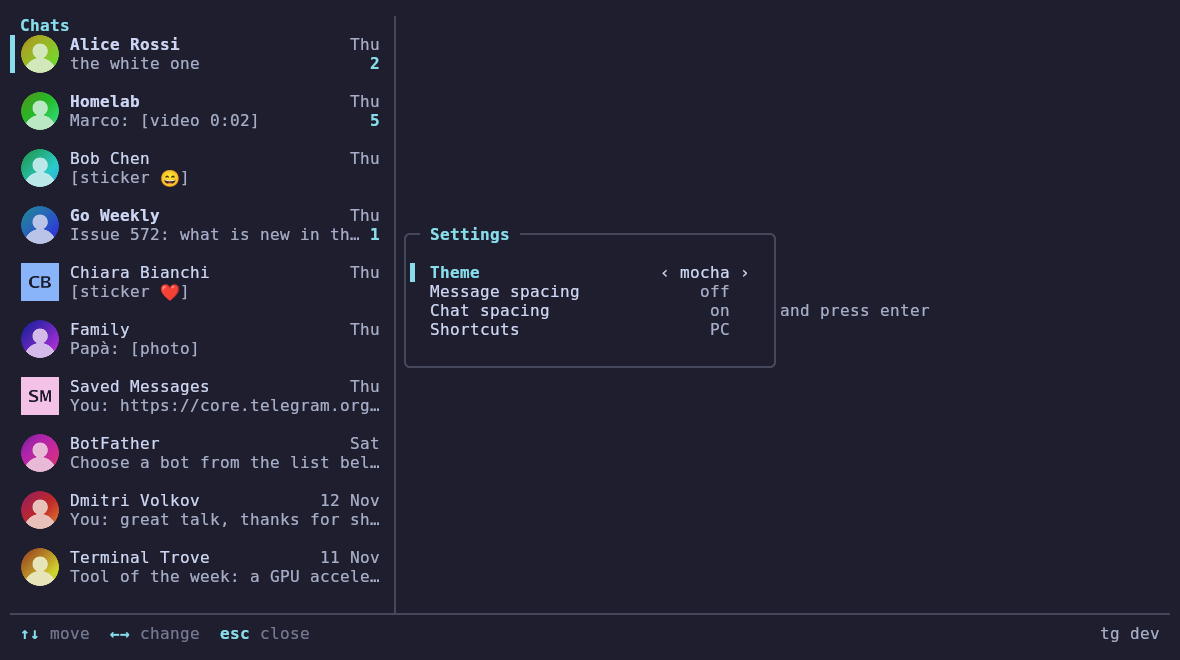 Chats
Alice Rossi Thu
the white one 2
Homelab Thu
Marco: [video 0:02] 5
Bob Chen Thu
[sticker 😄]
Go Weekly Thu
Issue 572: what is new in th… 1
CB Chiara Bianchi Thu
[sticker ❤️]
Family Thu
Papà: [photo]
SM Saved Messages Thu
You: https://core.telegram.org…
BotFather Sat
Choose a bot from the list bel…
Dmitri Volkov 12 Nov
You: great talk, thanks for sh…
Terminal Trove 11 Nov
Tool of the week: a GPU accele…
Settings
Theme ‹ mocha ›
Message spacing off
Chat spacing on
Shortcuts PC
and press enter
↑↓ move ←→ change esc close
tg dev